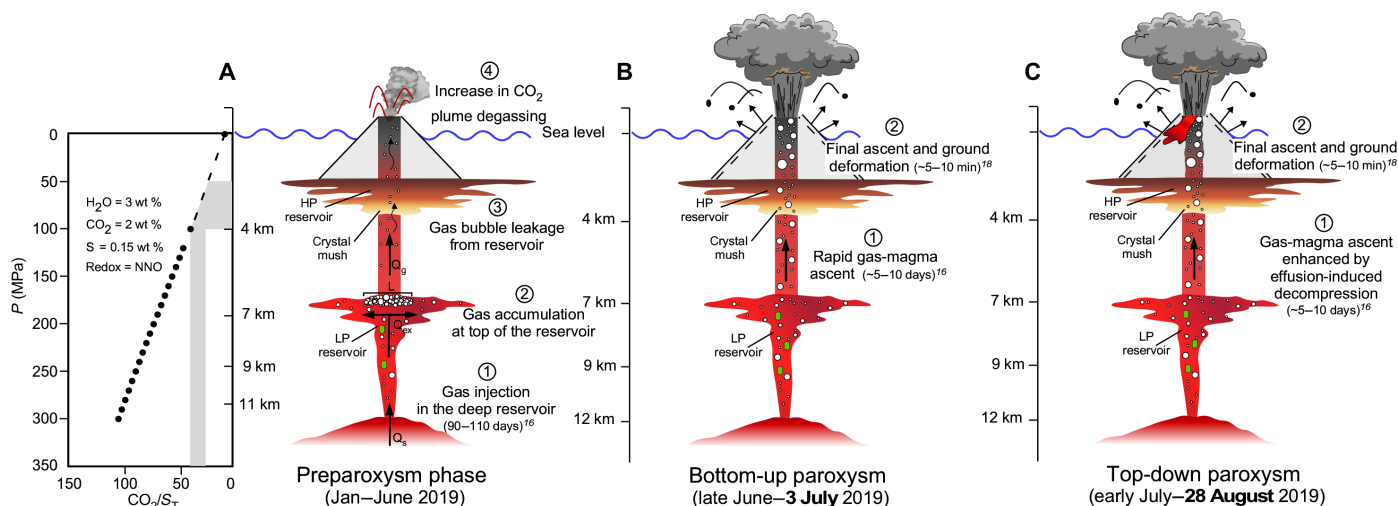 A
B
C
0
50
100
150
200
250
300
350
P (MPa)
150
100
50
0
CO2/ST
H2O = 3 wt %
CO2 = 2 wt %
S = 0.15 wt %
Redox = NNO
4 km
7 km
9 km
11 km
④
Increase in CO2
plume degassing
Sea level
HP
reservoir
Crystal
mush
③
Gas bubble leakage
from reservoir
Qg
L
②
Gas accumulation
at top of the reservoir
Qex
LP
reservoir
①
Gas injection
in the deep reservoir
(90–110 days)16
Qs
Preparoxysm phase
(Jan–June 2019)
②
Final ascent and ground
deformation (~5–10 min)18
HP
reservoir
4 km
Crystal
mush
①
Rapid gas-magma
ascent (~5–10 days)16
7 km
LP
reservoir
9 km
12 km
Bottom-up paroxysm
(late June–3 July 2019)
②
Final ascent and ground
deformation (~5–10 min)18
HP
reservoir
4 km
Crystal
mush
①
Gas-magma ascent
enhanced by
effusion-induced
decompression
(~5–10 days)16
7 km
LP
reservoir
9 km
12 km
Top-down paroxysm
(early July–28 August 2019)